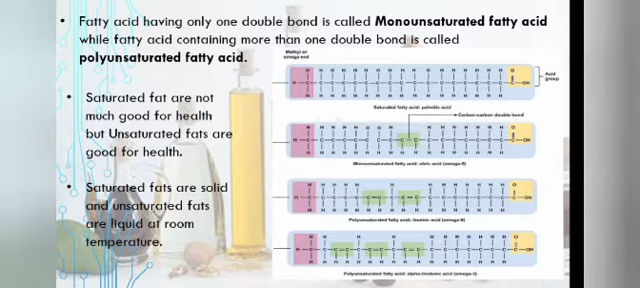 • Fatty acid having only one double bond is called Monounsaturated fatty acid
while fatty acid containing more than one double bond is called
polyunsaturated fatty acid.
• Saturated fat are not
much good for health
but Unsaturated fats are
good for health.
• Saturated fats are solid
and unsaturated fats
are liquid at room
temperature.
Methyl or
omega end
Acid
group
Saturated fatty acid: palmitic acid
Carbon-carbon double bond
Monounsaturated fatty acid: oleic acid (omega-9)
Polyunsaturated fatty acid: linoleic acid (omega-6)
Polyunsaturated fatty acid: alpha-linolenic acid (omega-3)